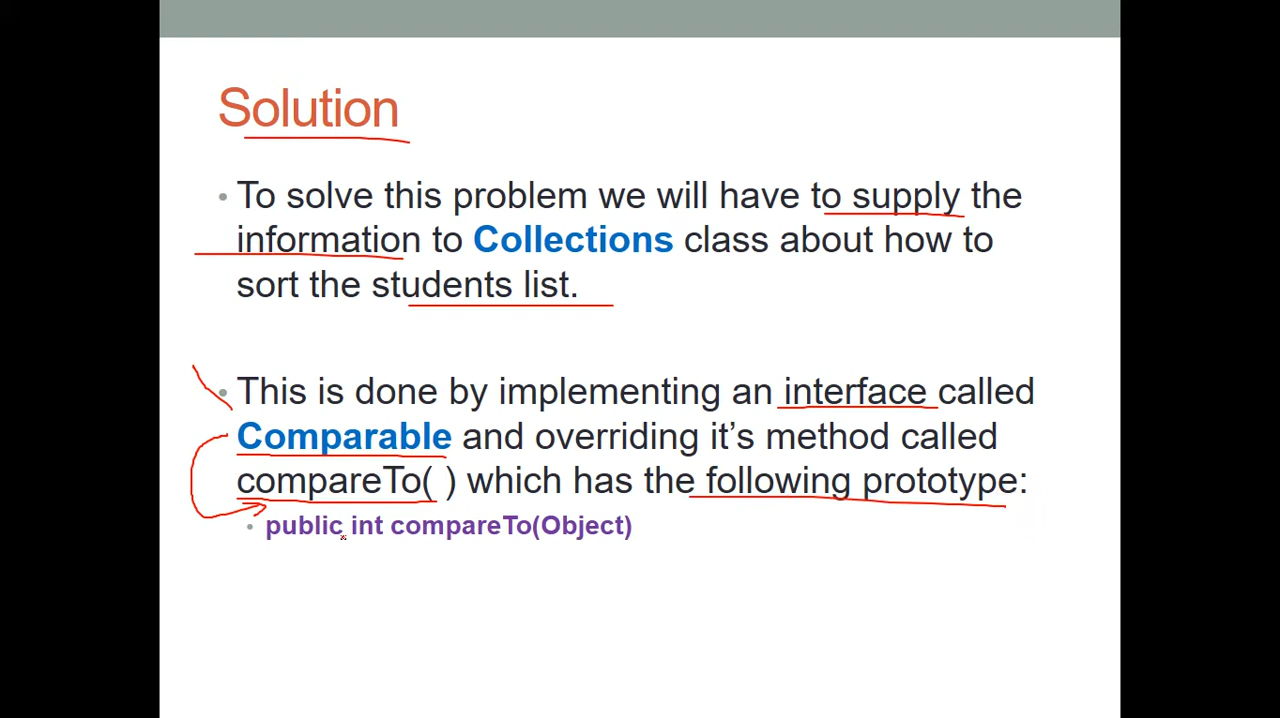 Solution
• To solve this problem we will have to supply the
information to Collections class about how to
sort the students list.
• This is done by implementing an interface called
Comparable and overriding it’s method called
compareTo( ) which has the following prototype:
• public int compareTo(Object)